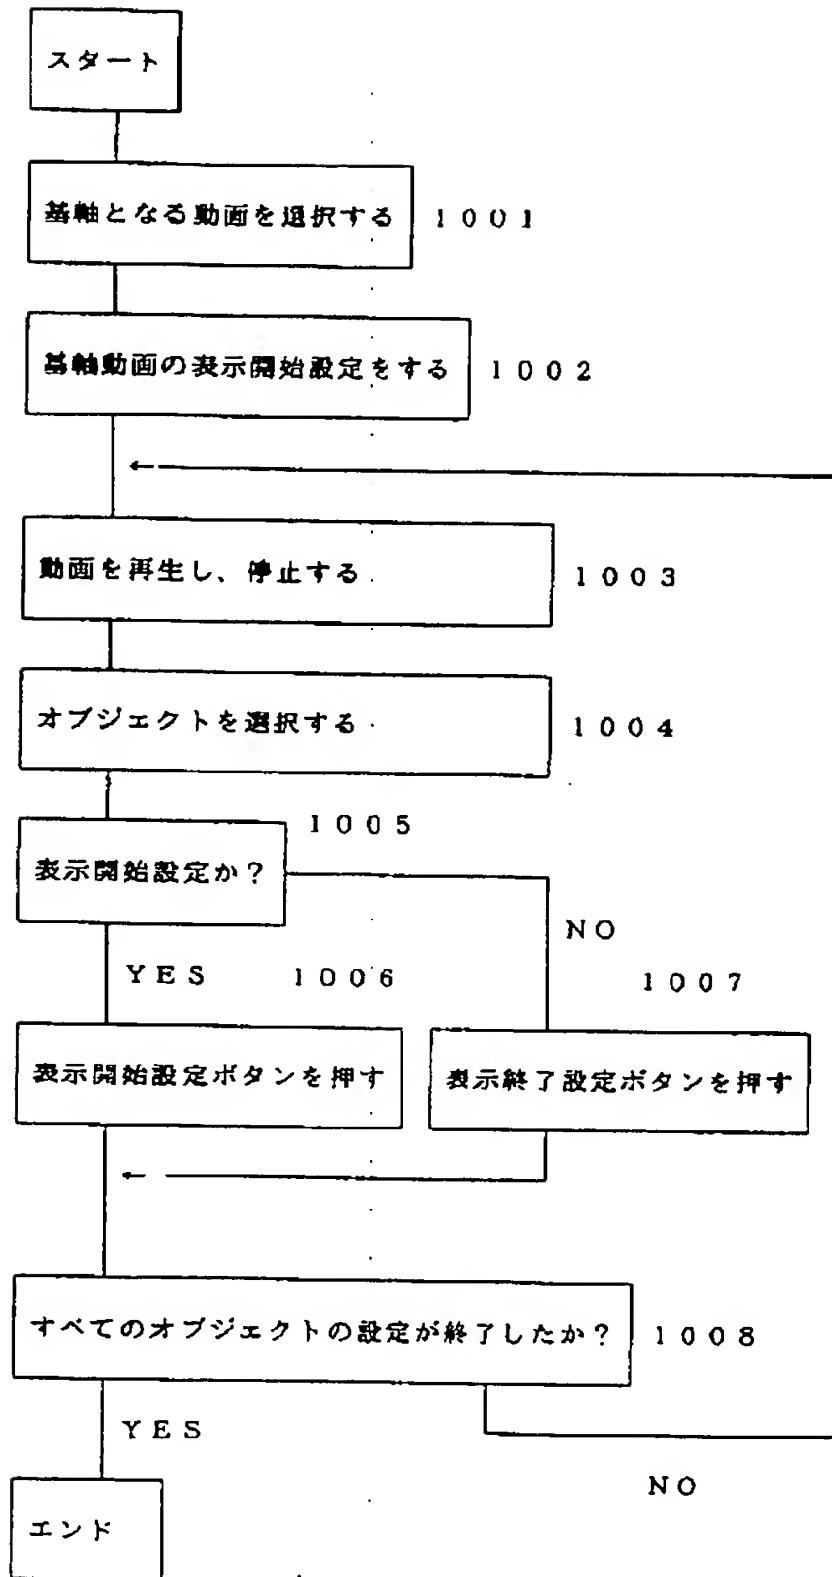 スタート
基軸となる動画を選択する 1001
基軸動画の表示開始設定をする 1002
動画を再生し、停止する 1003
オブジェクトを選択する 1004
1005
表示開始設定か？
NO
YES 1006 1007
表示開始設定ボタンを押す 表示終了設定ボタンを押す
すべてのオブジェクトの設定が終了したか？ 1008
YES
NO
エンド